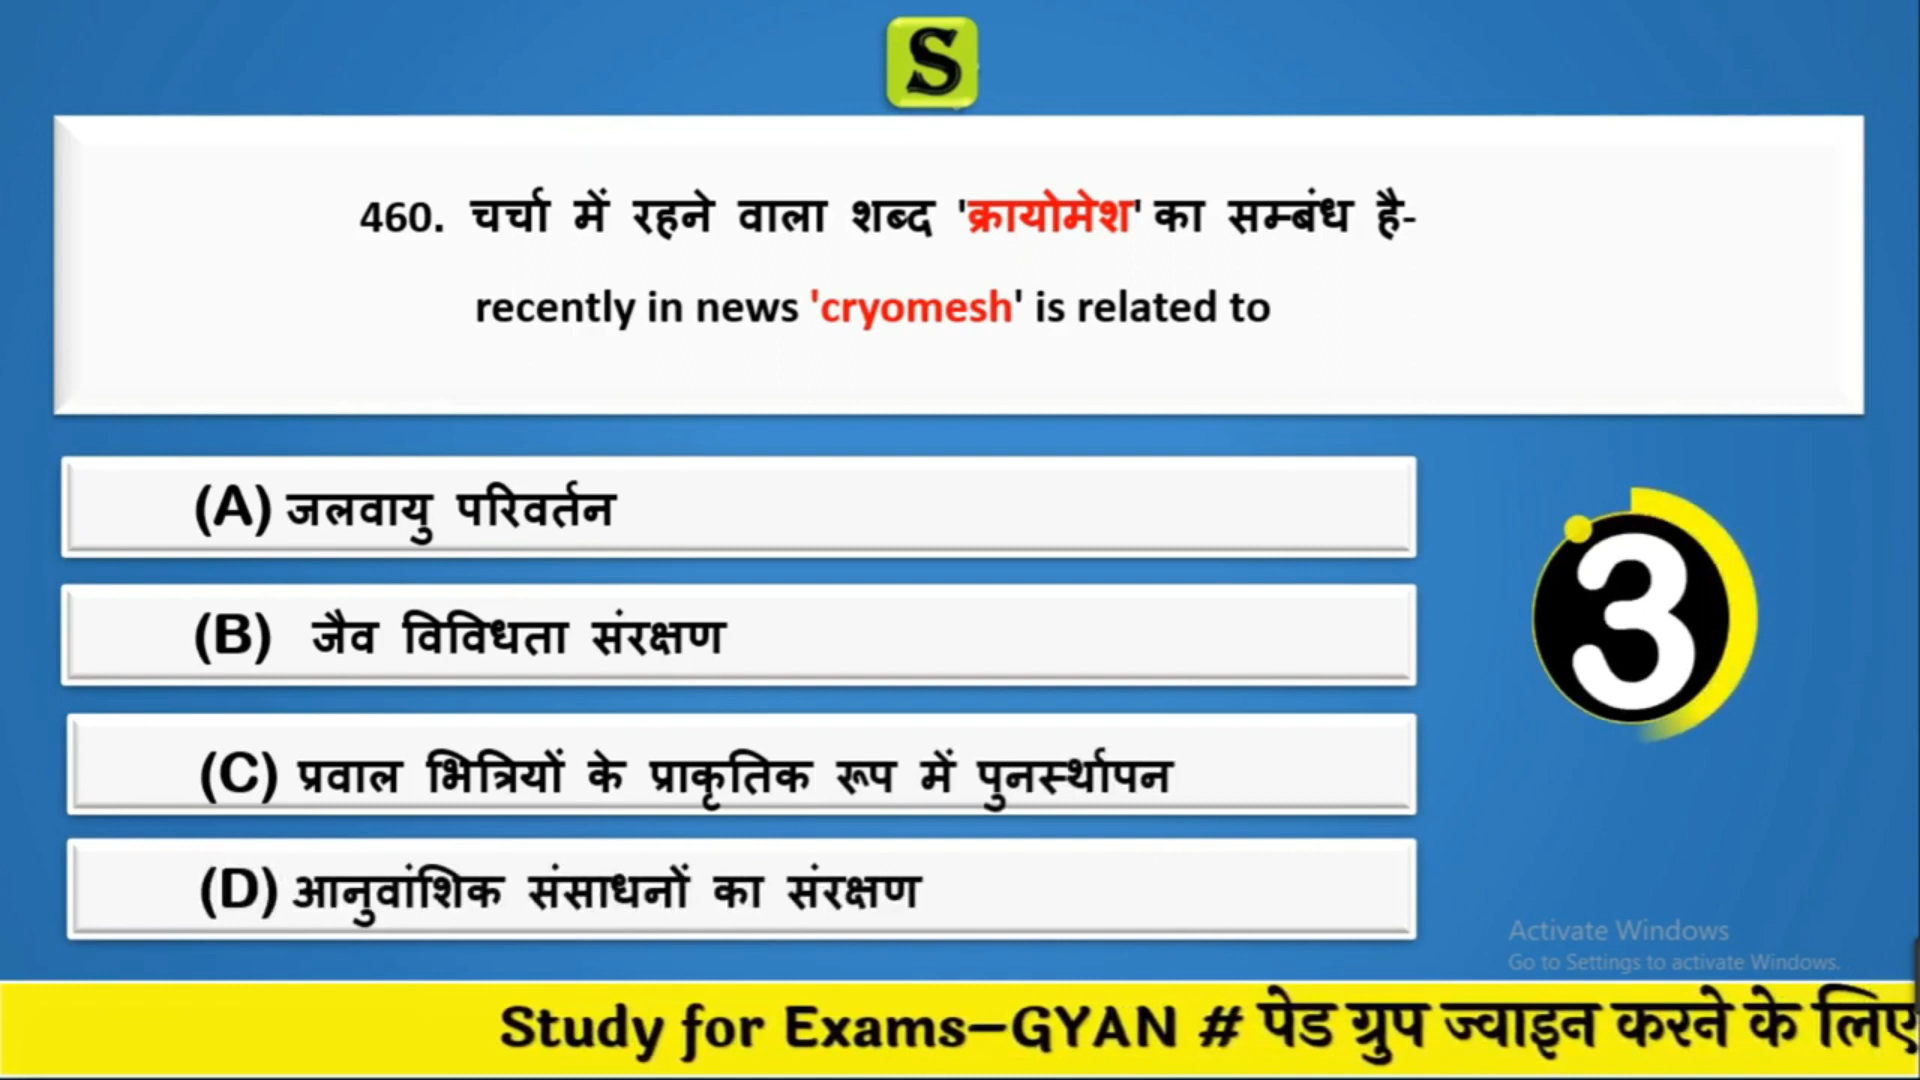 S
460. चर्चा में रहने वाला शब्द 'क्रायोमेश' का सम्बंध है-
recently in news 'cryomesh' is related to
(A) जलवायु परिवर्तन
(B) जैव विविधता संरक्षण
3
(C) प्रवाल भित्रियों के प्राकृतिक रूप में पुनर्स्थापन
(D) आनुवांशिक संसाधनों का संरक्षण
Activate Windows
Go to Settings to activate Windows.
Study for Exams–GYAN # पेड ग्रुप ज्वाइन करने के लिए